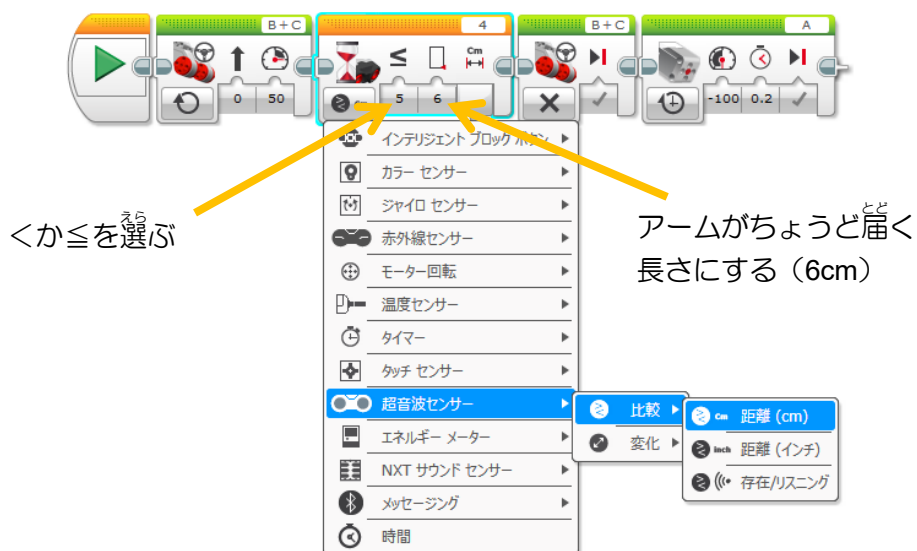 B+C
4
B+C
A
Cm
0 50
cm
5 6
-100 0.2
インテリジェント ブロック ボタン
カラー センサー
ジャイロ センサー
赤外線センサー
モーター回転
温度センサー
タイマー
タッチ センサー
超音波センサー
エネルギー メーター
NXT サウンド センサー
メッセージング
時間
比較
変化
Cm 距離 (cm)
inch 距離 (インチ)
存在/リスニング
えら
<か≦を選ぶ
とど
アームがちょうど届く
長さにする（6cm）